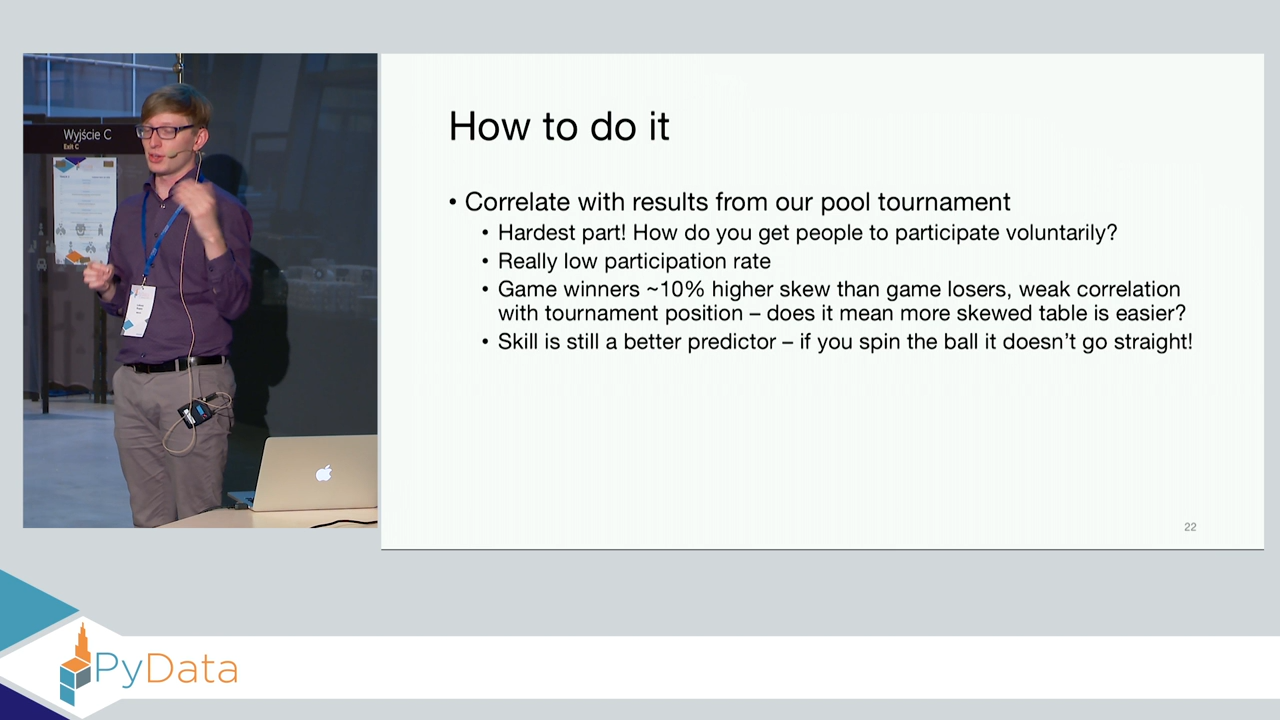 Wyjście C
Exit C
How to do it
• Correlate with results from our pool tournament
• Hardest part! How do you get people to participate voluntarily?
• Really low participation rate
• Game winners ~10% higher skew than game losers, weak correlation
with tournament position – does it mean more skewed table is easier?
• Skill is still a better predictor – if you spin the ball it doesn't go straight!
22
PyData